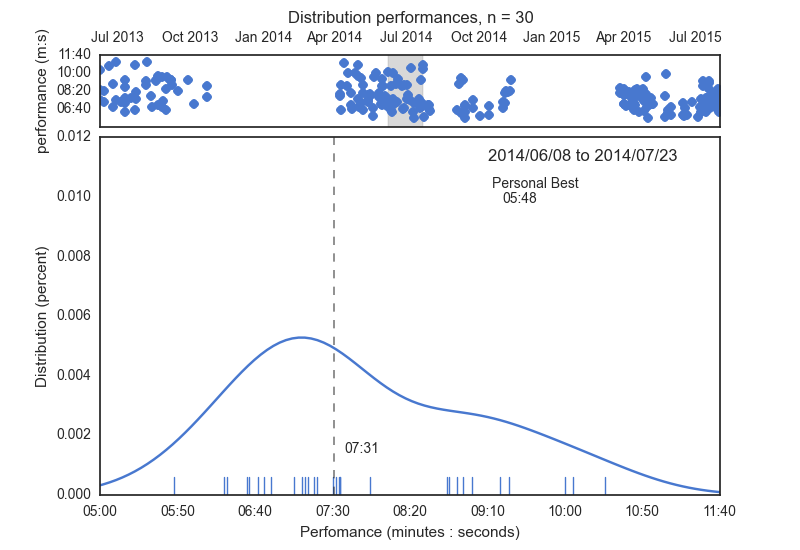 Distribution performances, n = 30
Jul 2013 Oct 2013 Jan 2014 Apr 2014 Jul 2014 Oct 2014 Jan 2015 Apr 2015 Jul 2015
performance (m:s)
11:40
10:00
08:20
06:40
Distribution (percent)
0.012
0.010
0.008
0.006
0.004
0.002
0.000
2014/06/08 to 2014/07/23
Personal Best
05:48
07:31
05:00 05:50 06:40 07:30 08:20 09:10 10:00 10:50 11:40
Perfomance (minutes : seconds)